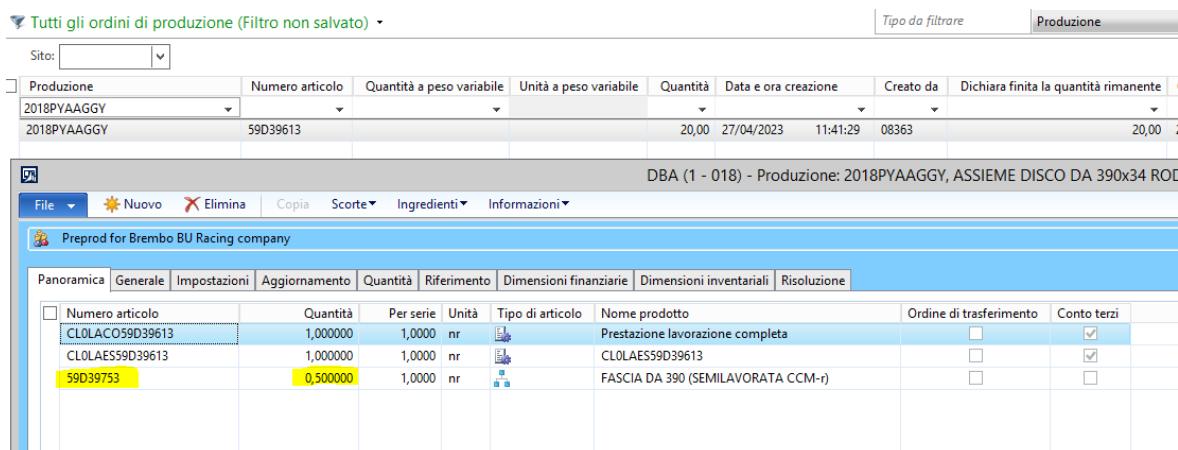 Tutti gli ordini di produzione (Filtro non salvato) Tipo da filtrare Produzione
Sito:
Produzione Numero articolo Quantità a peso variabile Unità a peso variabile Quantità Data e ora creazione Creato da Dichiara finita la quantità rimanente
2018PYAAGGY
2018PYAAGGY 59D39613 20,00 27/04/2023 11:41:29 08363 20,00
DBA (1 - 018) - Produzione: 2018PYAAGGY, ASSIEME DISCO DA 390x34 ROD
File Nuovo Elimina Copia Scorte Ingredienti Informazioni
Preprod for Brembo BU Racing company
Panoramica Generale Impostazioni Aggiornamento Quantità Riferimento Dimensioni finanziarie Dimensioni inventariali Risoluzione
Numero articolo Quantità Per serie Unità Tipo di articolo Nome prodotto Ordine di trasferimento Conto terzi
CL0LACO59D39613 1,000000 1,0000 nr Prestazione lavorazione completa
CL0LAES59D39613 1,000000 1,0000 nr CL0LAES59D39613
59D39753 0,500000 1,0000 nr FASCIA DA 390 (SEMILAVORATA CCM-r)